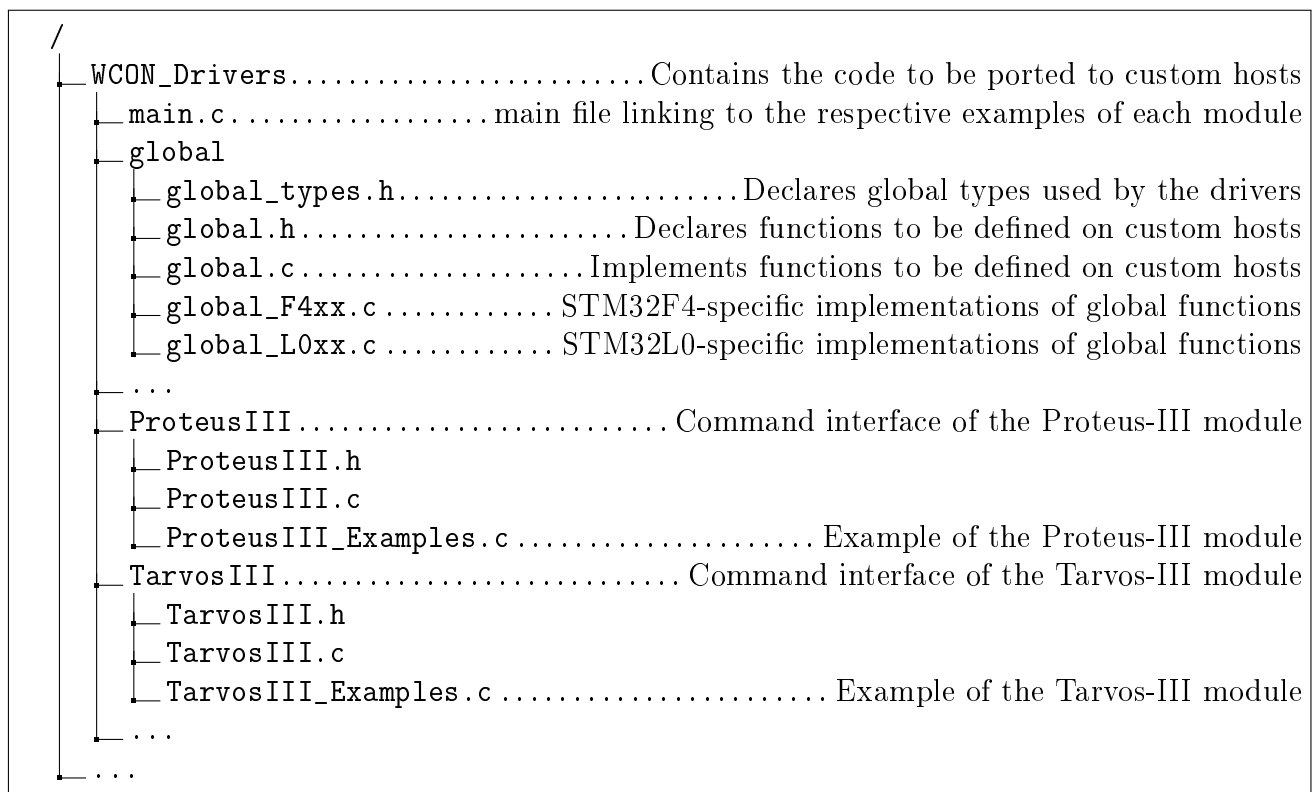 /
WCON_Drivers........................Contains the code to be ported to custom hosts
main.c..................main file linking to the respective examples of each module
global
global_types.h.......................Declares global types used by the drivers
global.h......................Declares functions to be defined on custom hosts
global.c....................Implements functions to be defined on custom hosts
global_F4xx.c............STM32F4-specific implementations of global functions
global_L0xx.c............STM32L0-specific implementations of global functions
...
ProteusIII.........................Command interface of the Proteus-III module
ProteusIII.h
ProteusIII.c
ProteusIII_Examples.c.....................Example of the Proteus-III module
TarvosIII...........................Command interface of the Tarvos-III module
TarvosIII.h
TarvosIII.c
TarvosIII_Examples.c.......................Example of the Tarvos-III module
...
...